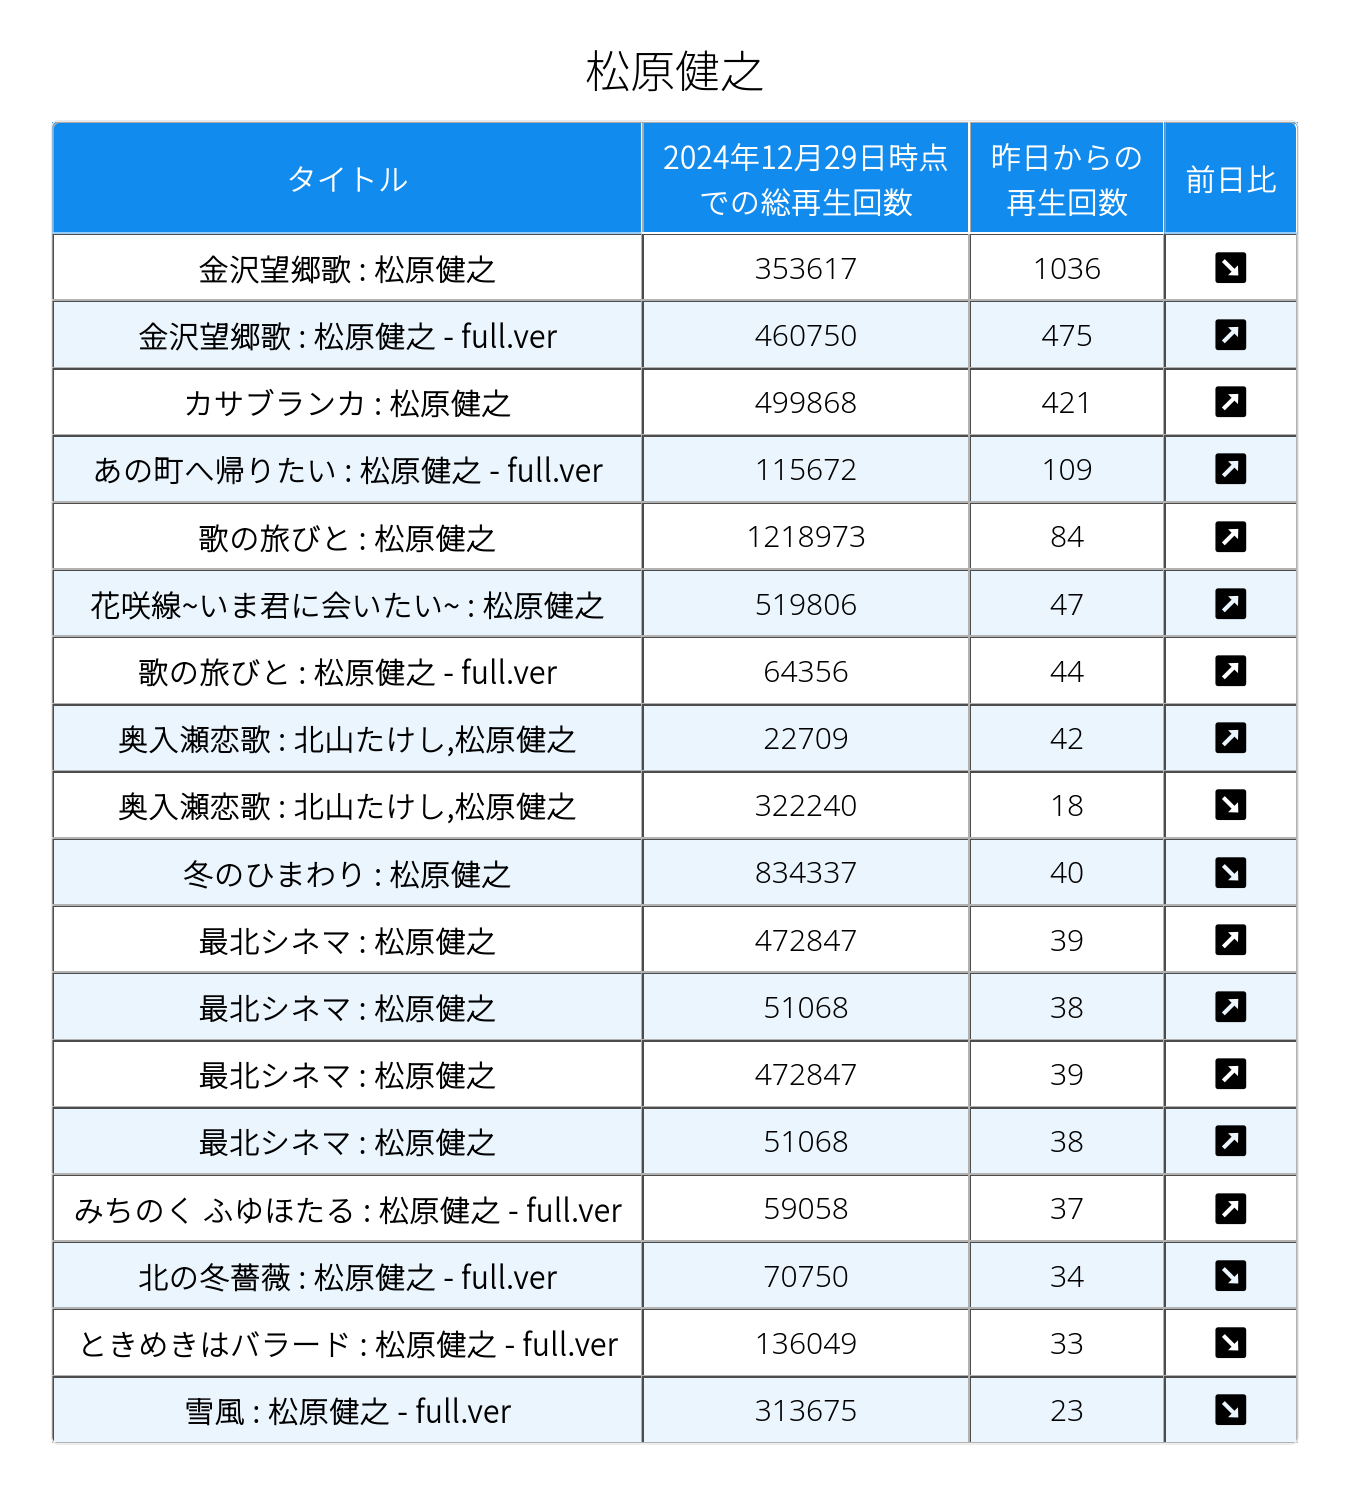 松原健之
タイトル
2024年12月29日時点
での総再生回数
昨日からの
再生回数
前日比
金沢望郷歌 : 松原健之 353617 1036 ↘
金沢望郷歌 : 松原健之 - full.ver 460750 475 ↗
カサブランカ : 松原健之 499868 421 ↗
あの町へ帰りたい : 松原健之 - full.ver 115672 109 ↗
歌の旅びと : 松原健之 1218973 84 ↗
花咲線~いま君に会いたい~ : 松原健之 519806 47 ↗
歌の旅びと : 松原健之 - full.ver 64356 44 ↗
奥入瀬恋歌 : 北山たけし,松原健之 22709 42 ↗
奥入瀬恋歌 : 北山たけし,松原健之 322240 18 ↘
冬のひまわり : 松原健之 834337 40 ↘
最北シネマ : 松原健之 472847 39 ↗
最北シネマ : 松原健之 51068 38 ↗
最北シネマ : 松原健之 472847 39 ↗
最北シネマ : 松原健之 51068 38 ↗
みちのく ふゆほたる : 松原健之 - full.ver 59058 37 ↗
北の冬薔薇 : 松原健之 - full.ver 70750 34 ↘
ときめきはバラード : 松原健之 - full.ver 136049 33 ↘
雪風 : 松原健之 - full.ver 313675 23 ↘